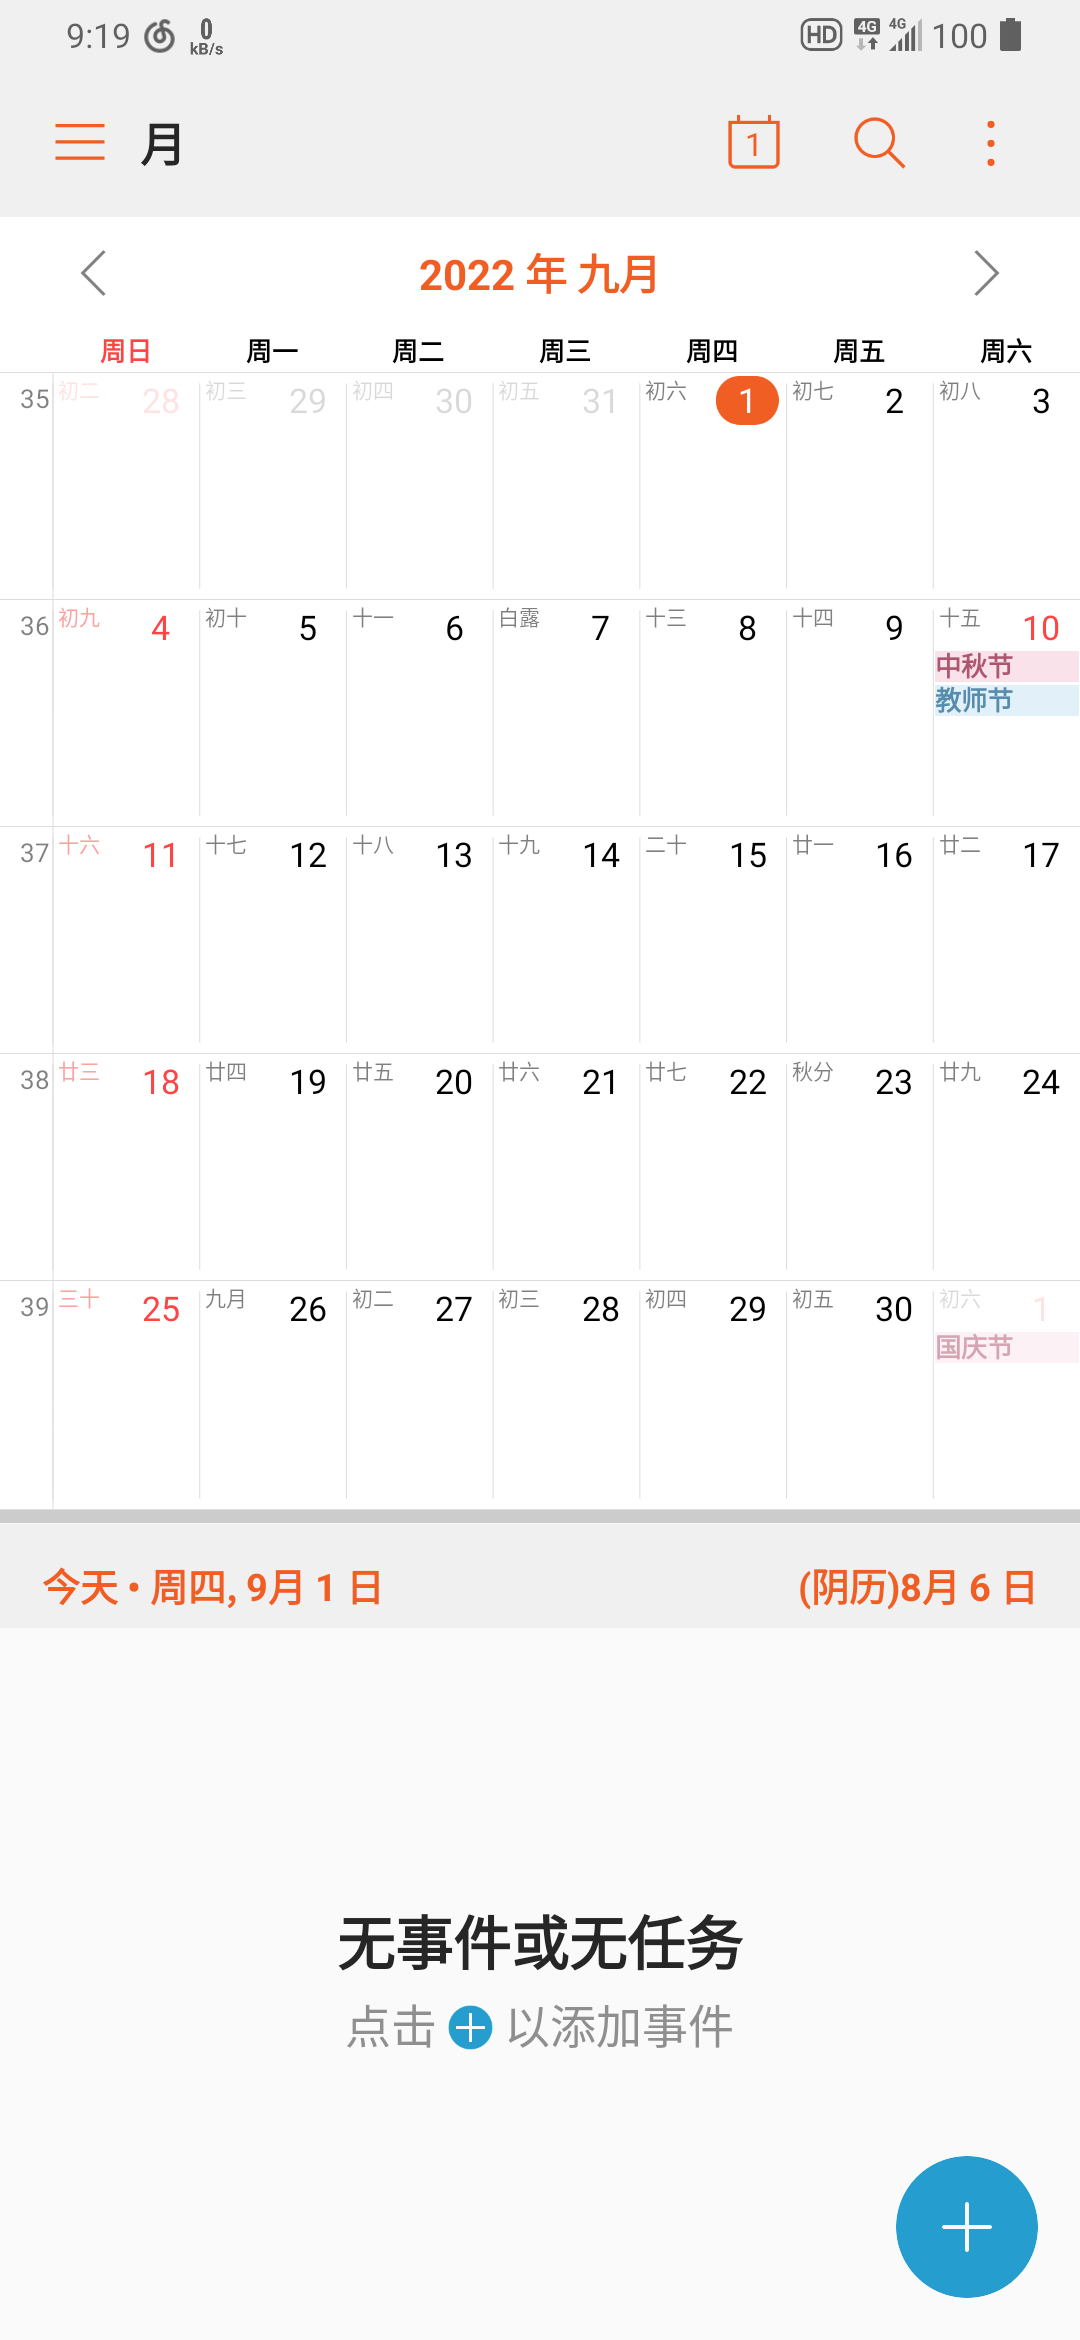 9:19 0 kB/s HD 4G 4G 100
月 1
2022 年 九月
周日 周一 周二 周三 周四 周五 周六
35 初二 28 初三 29 初四 30 初五 31 初六 1 初七 2 初八 3
36 初九 4 初十 5 十一 6 白露 7 十三 8 十四 9 十五 10
中秋节
教师节
37 十六 11 十七 12 十八 13 十九 14 二十 15 廿一 16 廿二 17
38 廿三 18 廿四 19 廿五 20 廿六 21 廿七 22 秋分 23 廿九 24
39 三十 25 九月 26 初二 27 初三 28 初四 29 初五 30 初六 1
国庆节
今天 • 周四, 9月 1 日 (阴历)8月 6 日
无事件或无任务
点击 以添加事件